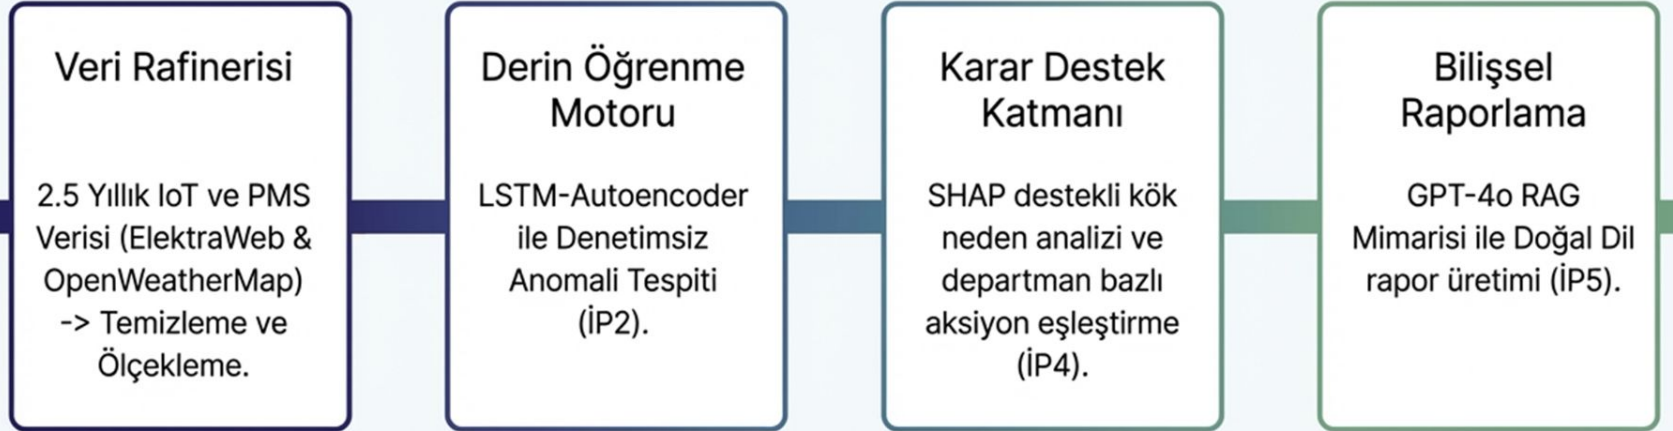 Veri Rafinerisi
2.5 Yıllık IoT ve PMS
Verisi (ElektraWeb &
OpenWeatherMap)
-> Temizleme ve
Ölçekleme.
Derin Öğrenme
Motoru
LSTM-Autoencoder
ile Denetimsiz
Anomali Tespiti
(İP2).
Karar Destek
Katmanı
SHAP destekli kök
neden analizi ve
departman bazlı
aksiyon eşleştirme
(İP4).
Bilişsel
Raporlama
GPT-4o RAG
Mimarisi ile Doğal Dil
rapor üretimi (İP5).